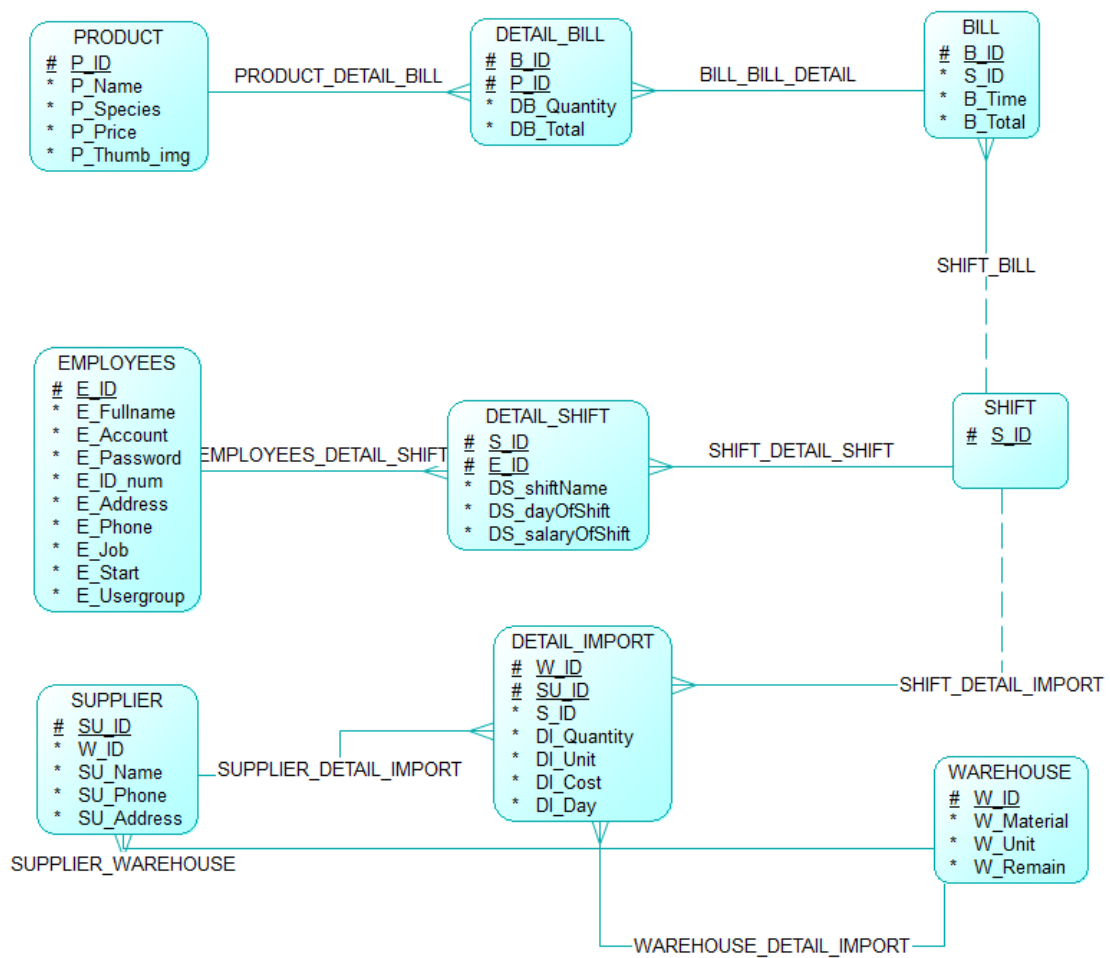 PRODUCT
# P_ID
* P_Name
* P_Species
* P_Price
* P_Thumb_img
PRODUCT_DETAIL_BILL
DETAIL_BILL
# B_ID
# P_ID
* DB_Quantity
* DB_Total
BILL_BILL_DETAIL
BILL
# B_ID
* S_ID
* B_Time
* B_Total
SHIFT_BILL
EMPLOYEES
# E_ID
* E_Fullname
* E_Account
* E_Password
* E_ID_num
* E_Address
* E_Phone
* E_Job
* E_Start
* E_Usergroup
EMPLOYEES_DETAIL_SHIFT
DETAIL_SHIFT
# S_ID
# E_ID
* DS_shiftName
* DS_dayOfShift
* DS_salaryOfShift
SHIFT_DETAIL_SHIFT
SHIFT
# S_ID
DETAIL_IMPORT
# W_ID
# SU_ID
* S_ID
* DI_Quantity
* DI_Unit
* DI_Cost
* DI_Day
SHIFT_DETAIL_IMPORT
SUPPLIER
# SU_ID
* W_ID
* SU_Name
* SU_Phone
* SU_Address
SUPPLIER_DETAIL_IMPORT
WAREHOUSE
# W_ID
* W_Material
* W_Unit
* W_Remain
SUPPLIER_WAREHOUSE
WAREHOUSE_DETAIL_IMPORT